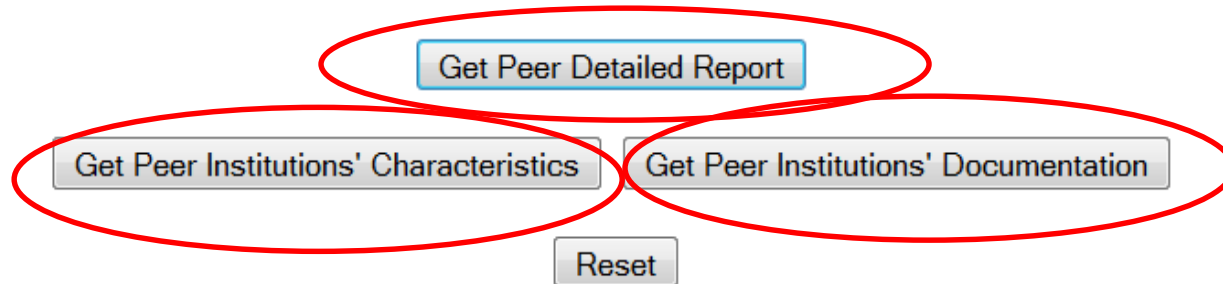 Get Peer Detailed Report
Get Peer Institutions' Characteristics Get Peer Institutions' Documentation
Reset